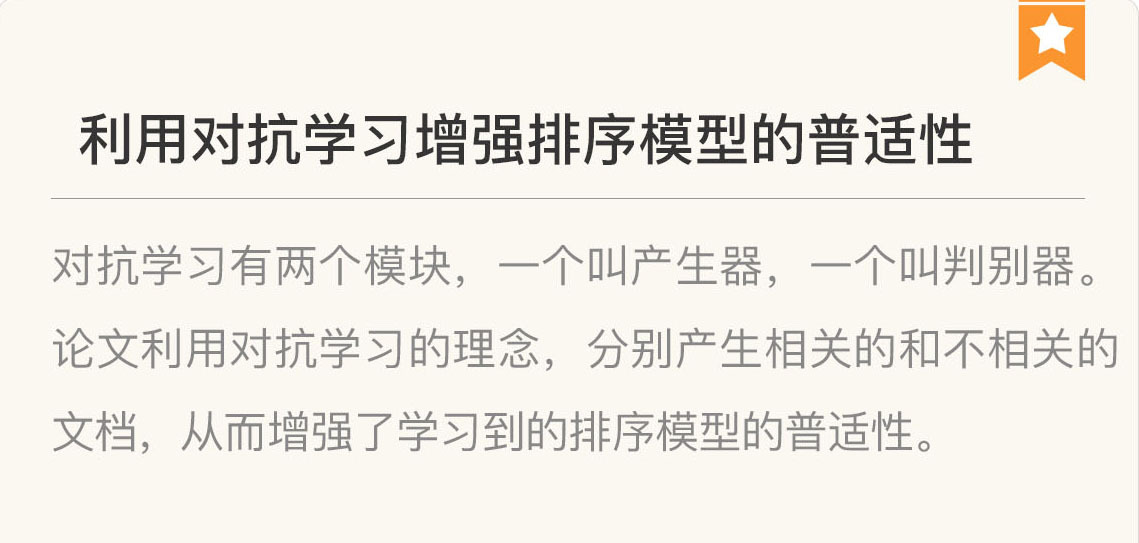 利用对抗学习增强排序模型的普适性
对抗学习有两个模块，一个叫产生器，一个叫判别器。
论文利用对抗学习的理念，分别产生相关的和不相关的
文档，从而增强了学习到的排序模型的普适性。